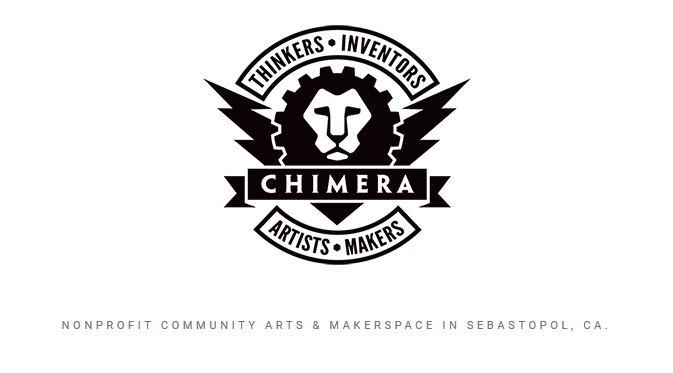 THINKERS • INVENTORS
CHIMERA
ARTISTS • MAKERS
NONPROFIT COMMUNITY ARTS & MAKERSPACE IN SEBASTOPOL, CA.